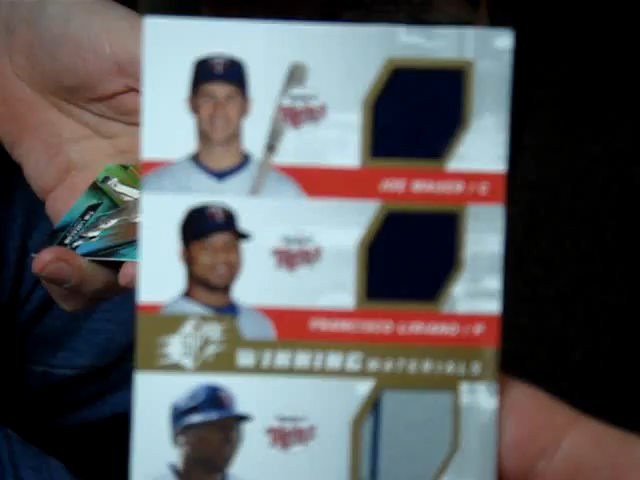 Twins
JOE MAUER / C
Twins
FRANCISCO LIRIANO / P
WINNING MATERIALS
Twins